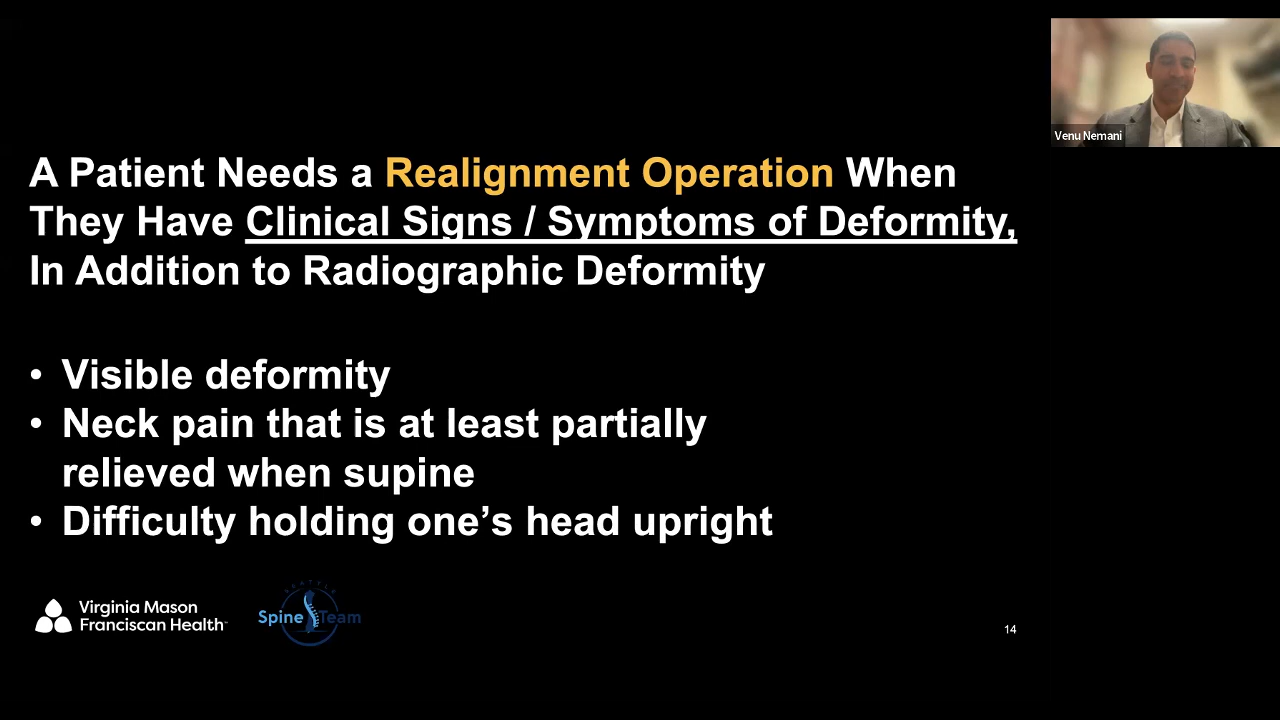 Venu Nemani
A Patient Needs a Realignment Operation When
They Have Clinical Signs / Symptoms of Deformity,
In Addition to Radiographic Deformity
• Visible deformity
• Neck pain that is at least partially
relieved when supine
• Difficulty holding one’s head upright
Virginia Mason
Franciscan Health™
SEATTLE
Spine Team
14